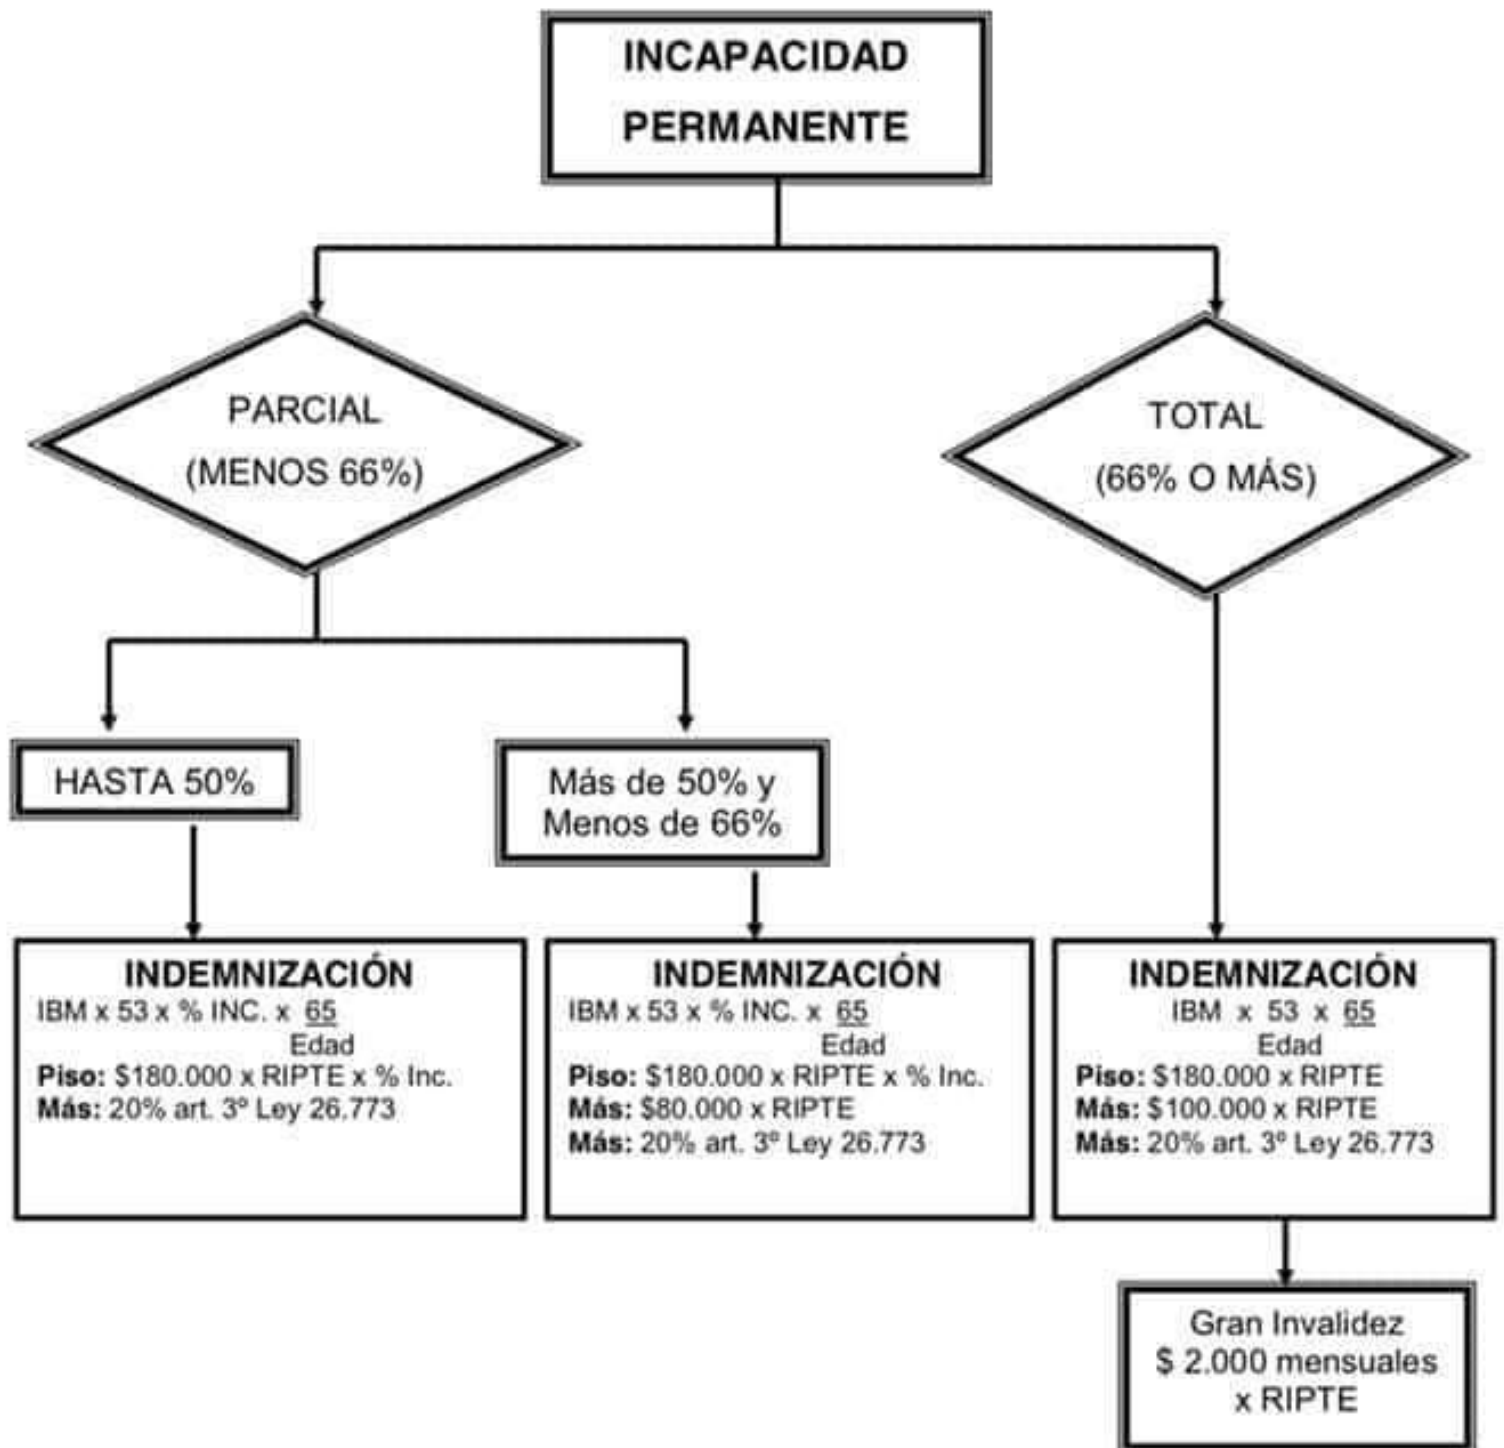 INCAPACIDAD
PERMANENTE
PARCIAL
(MENOS 66%)
TOTAL
(66% O MÁS)
HASTA 50%
Más de 50% y
Menos de 66%
INDEMNIZACIÓN
IBM x 53 x % INC. x 65
Edad
Piso: $180.000 x RIPTE x % Inc.
Más: 20% art. 3º Ley 26.773
INDEMNIZACIÓN
IBM x 53 x % INC. x 65
Edad
Piso: $180.000 x RIPTE x % Inc.
Más: $80.000 x RIPTE
Más: 20% art. 3º Ley 26.773
INDEMNIZACIÓN
IBM x 53 x 65
Edad
Piso: $180.000 x RIPTE
Más: $100.000 x RIPTE
Más: 20% art. 3º Ley 26.773
Gran Invalidez
$ 2.000 mensuales
x RIPTE